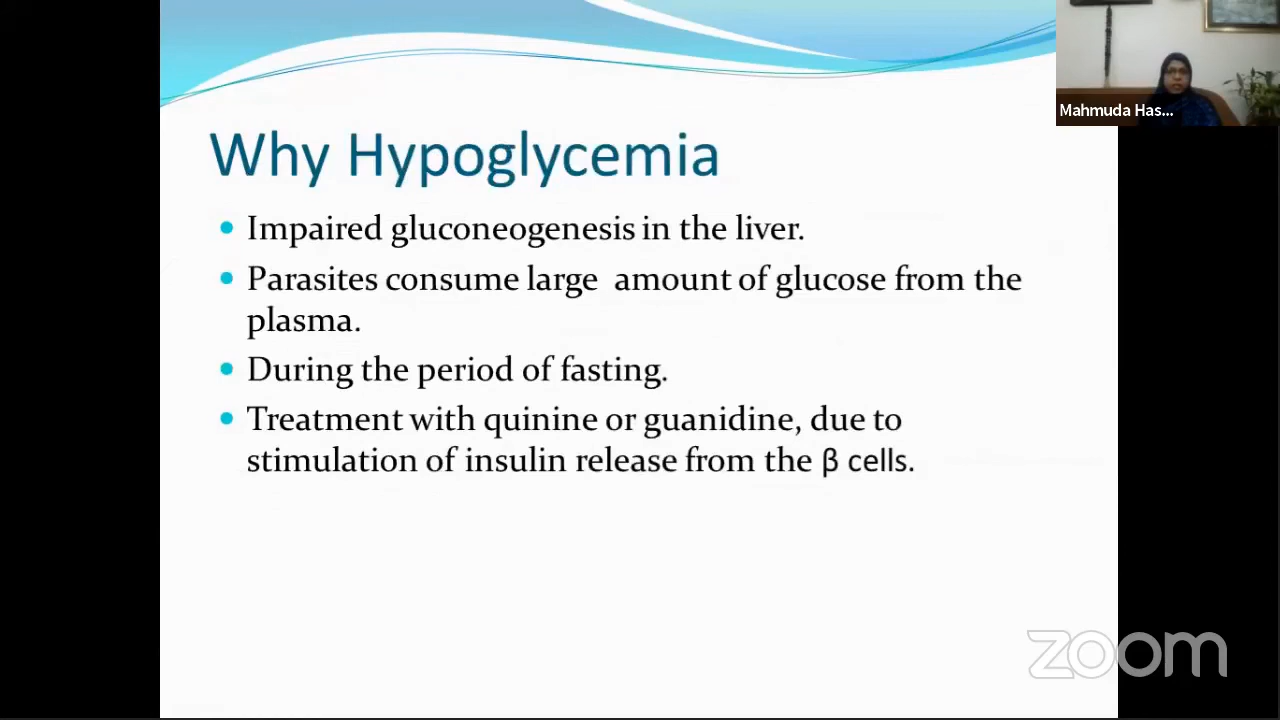 Mahmuda Has...
Why Hypoglycemia
• Impaired gluconeogenesis in the liver.
• Parasites consume large  amount of glucose from the
plasma.
• During the period of fasting.
• Treatment with quinine or guanidine, due to
stimulation of insulin release from the β cells.
zoom